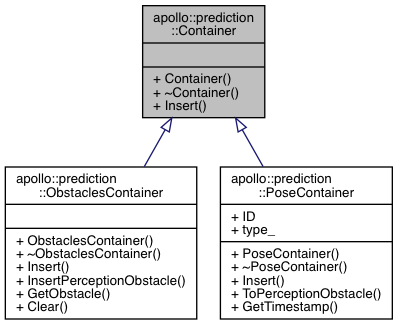 apollo::prediction
::Container
+ Container()
+ ~Container()
+ Insert()
apollo::prediction
::ObstaclesContainer
+ ObstaclesContainer()
+ ~ObstaclesContainer()
+ Insert()
+ InsertPerceptionObstacle()
+ GetObstacle()
+ Clear()
apollo::prediction
::PoseContainer
+ ID
+ type_
+ PoseContainer()
+ ~PoseContainer()
+ Insert()
+ ToPerceptionObstacle()
+ GetTimestamp()